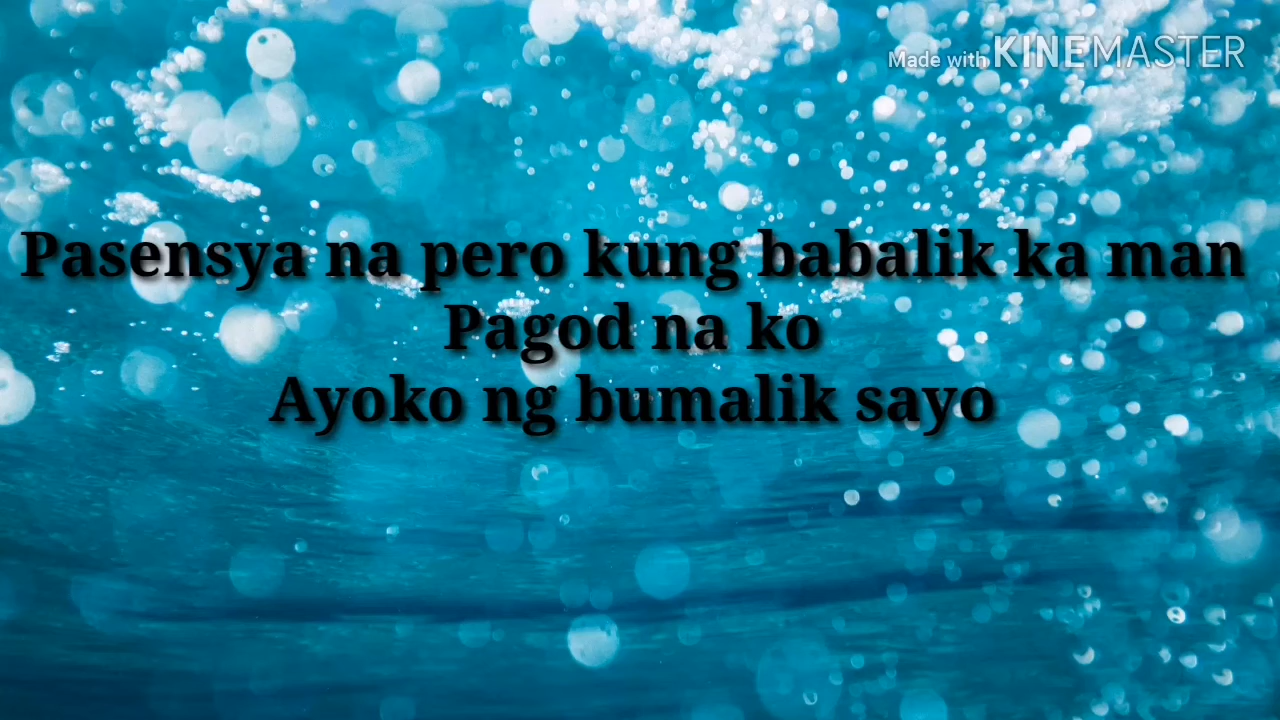 Made with KINEMASTER
Pasensya na pero kung babalik ka man
Pagod na ko
Ayoko ng bumalik sayo